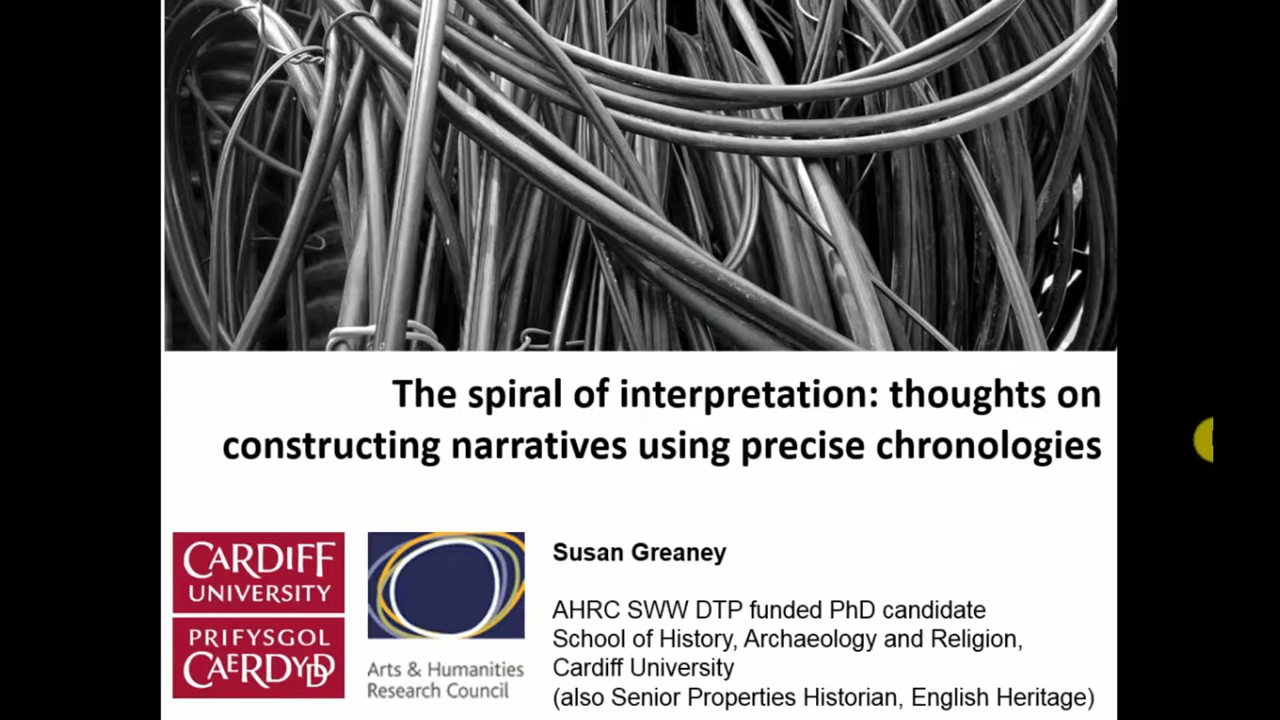 The spiral of interpretation: thoughts on
constructing narratives using precise chronologies
CARDIFF
UNIVERSITY
PRIFYSGOL
CAERDYDD
Arts & Humanities
Research Council
Susan Greaney
AHRC SWW DTP funded PhD candidate
School of History, Archaeology and Religion,
Cardiff University
(also Senior Properties Historian, English Heritage)